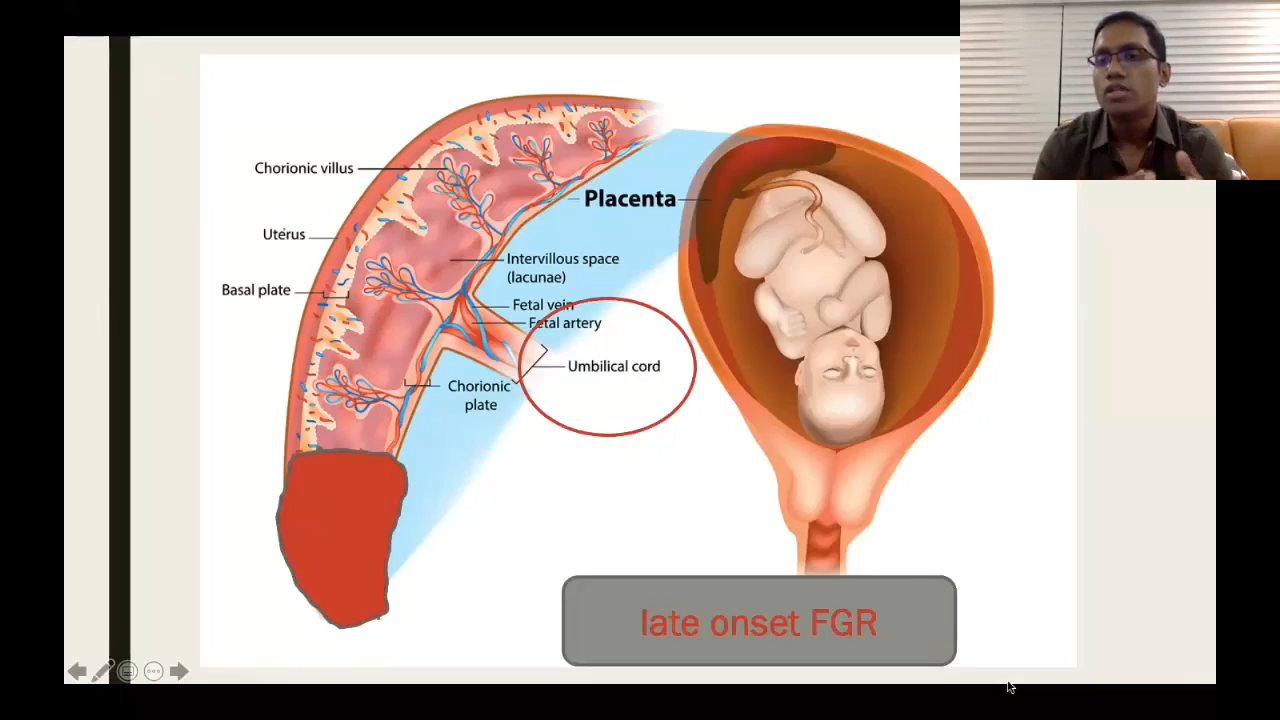 Chorionic villus
Placenta
Uterus
Intervillous space
(lacunae)
Basal plate
Fetal vein
Fetal artery
Umbilical cord
Chorionic
plate
late onset FGR